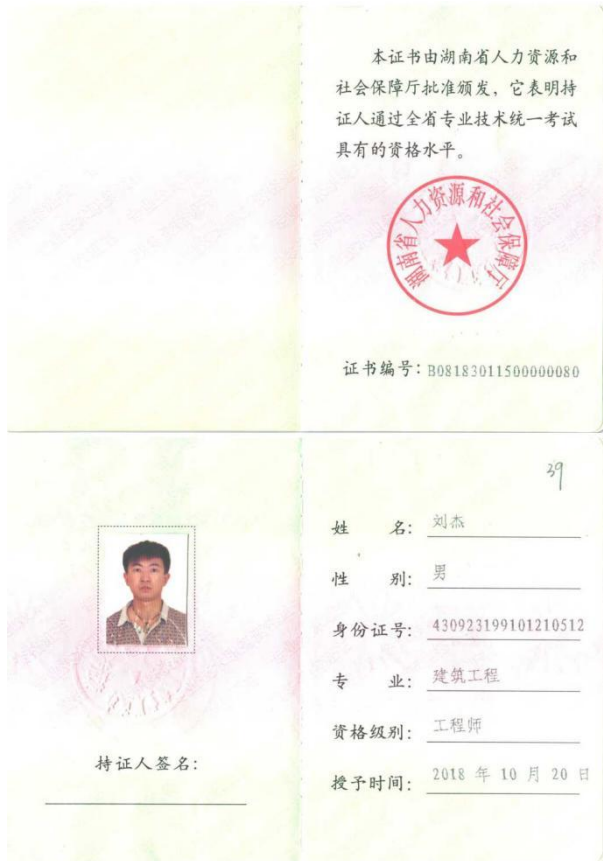 本证书由湖南省人力资源和
社会保障厅批准颁发，它表明持
证人通过全省专业技术统一考试
具有的资格水平。
湖南省人力资源和社会保障厅
证书编号：B08183011500000080
39
姓 名：刘杰
性 别：男
身份证号：430923199101210512
专 业：建筑工程
资格级别：工程师
授予时间：2018 年 10 月 20 日
持证人签名：